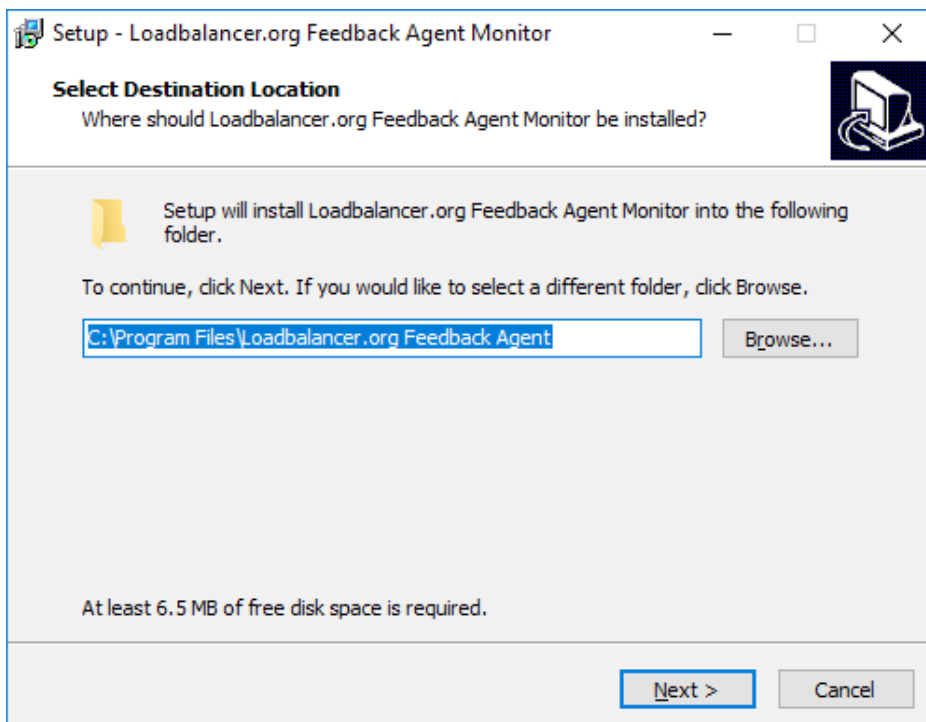 Setup - Loadbalancer.org Feedback Agent Monitor
Select Destination Location
Where should Loadbalancer.org Feedback Agent Monitor be installed?
Setup will install Loadbalancer.org Feedback Agent Monitor into the following
folder.
To continue, click Next. If you would like to select a different folder, click Browse.
C:\Program Files\Loadbalancer.org Feedback Agent
Browse...
At least 6.5 MB of free disk space is required.
Next >
Cancel